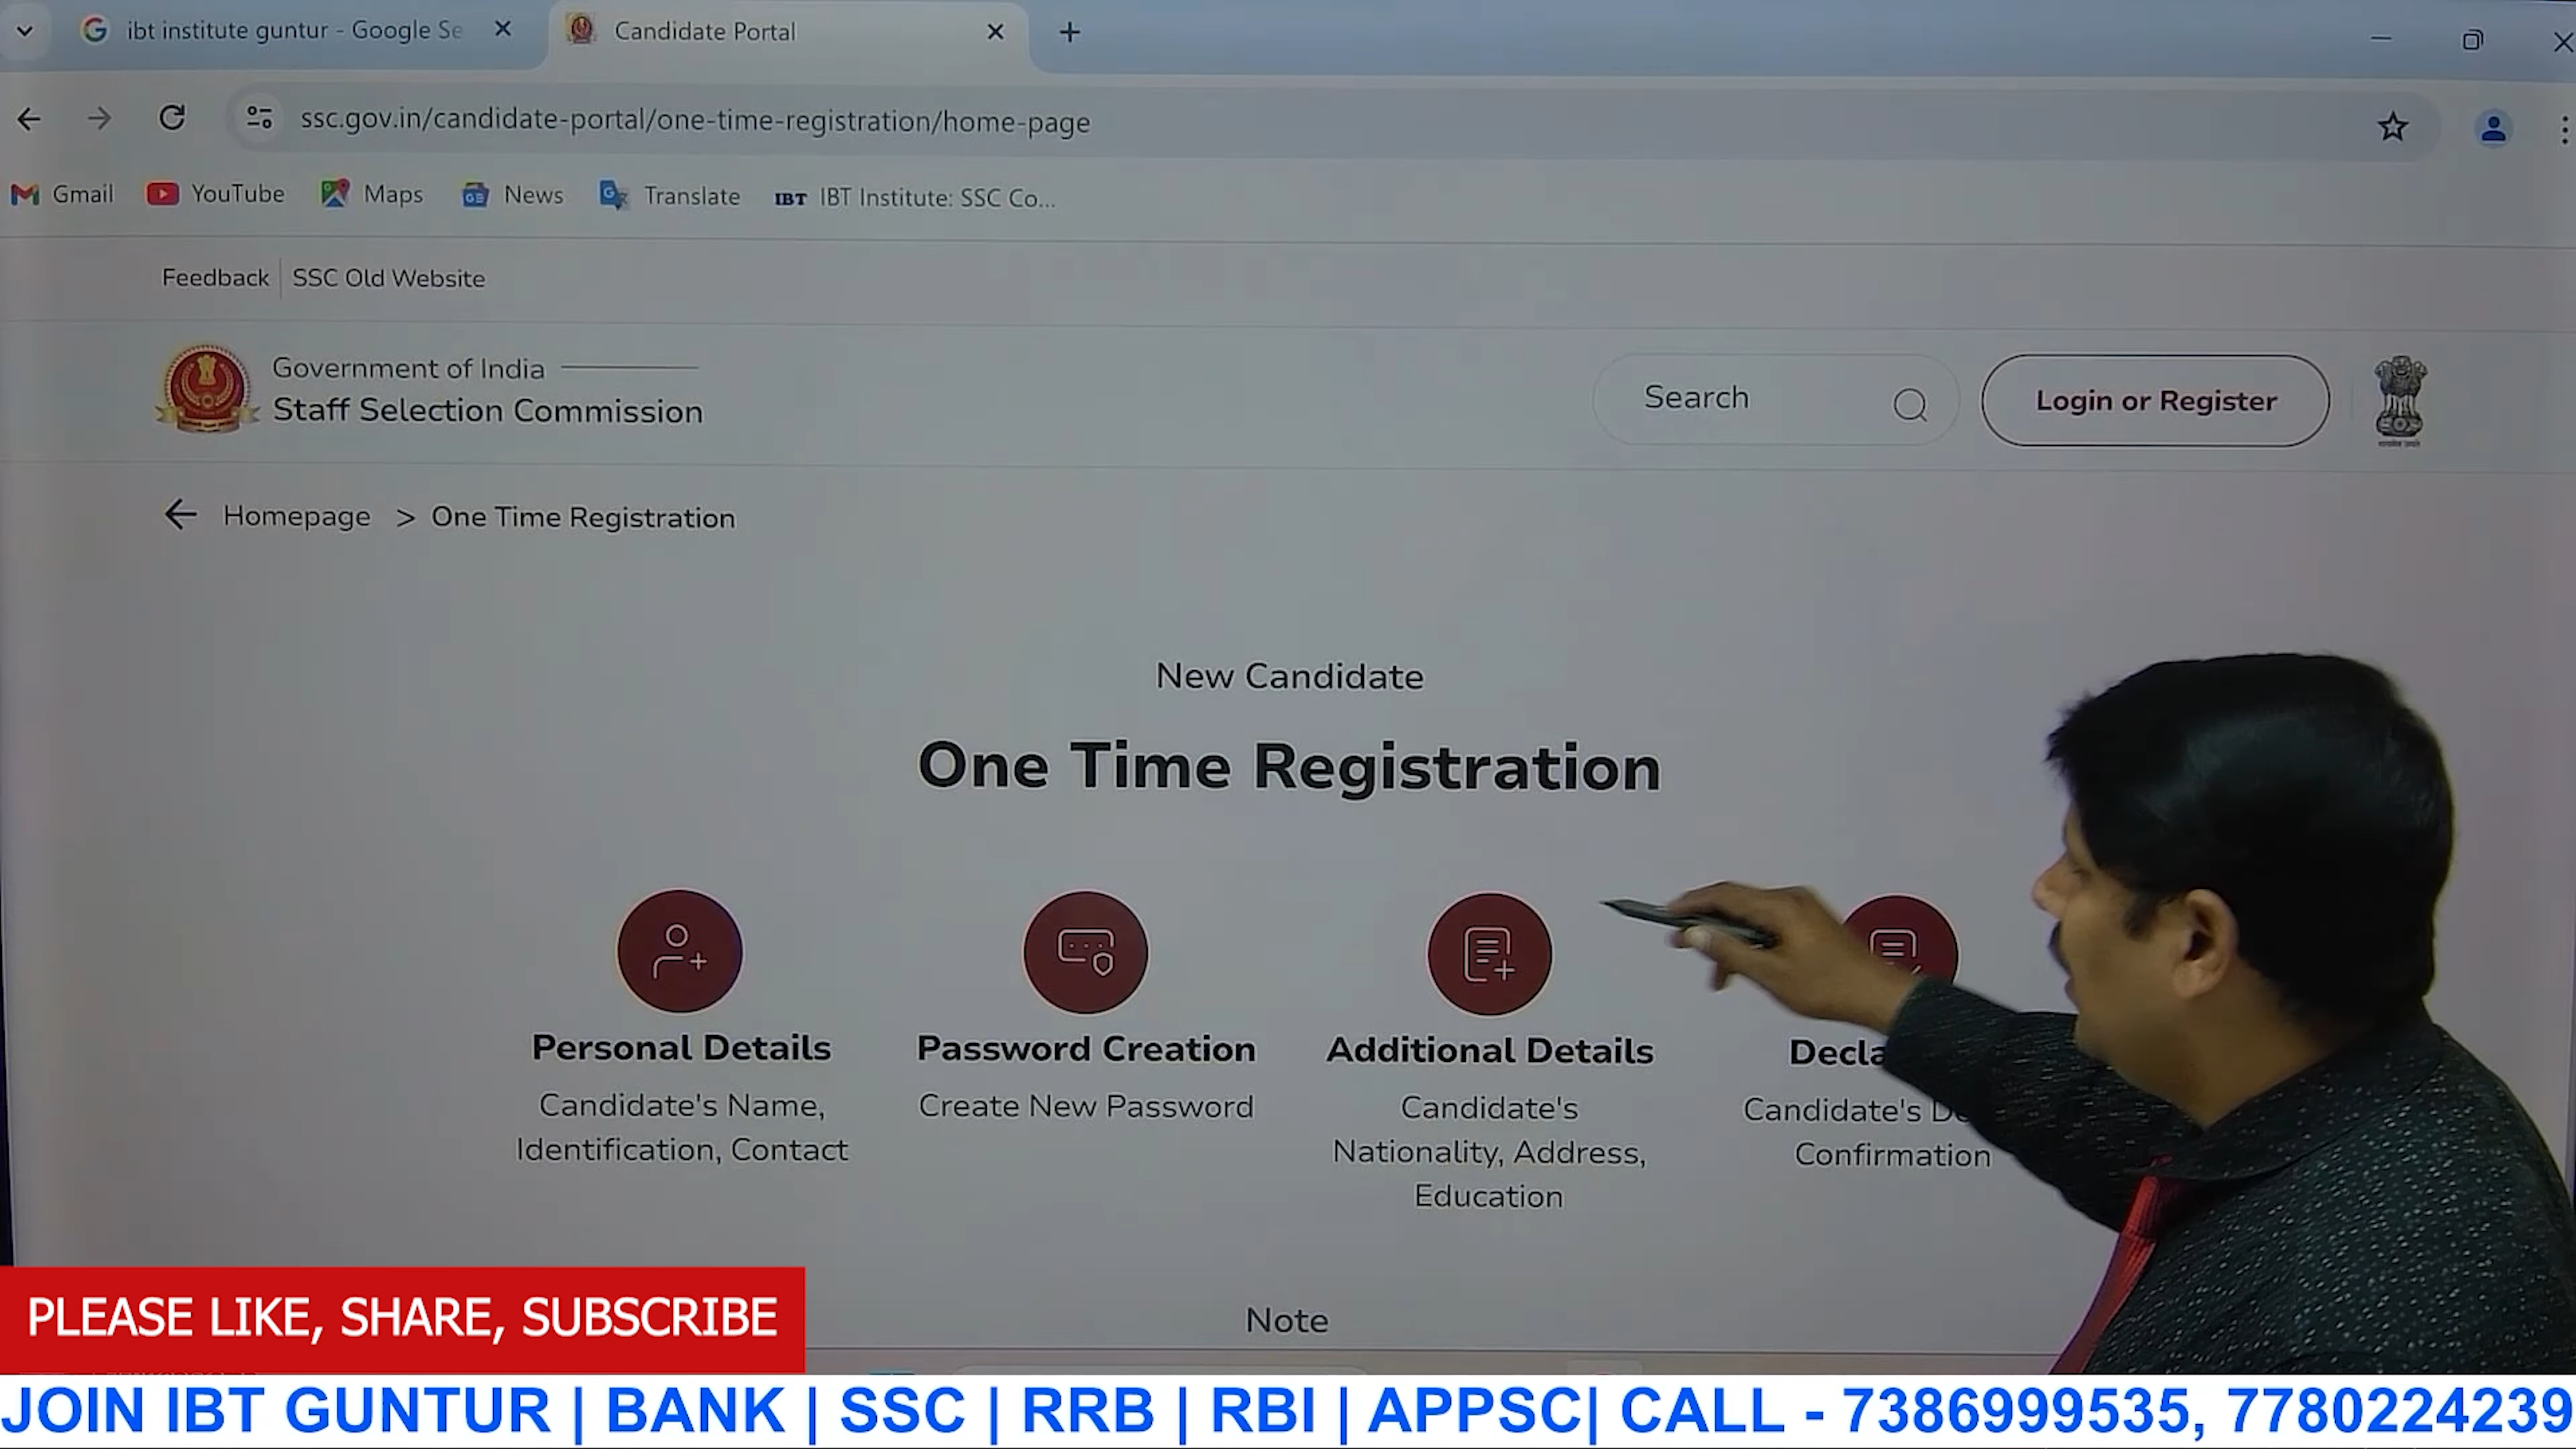 ibt institute guntur - Google Se
Candidate Portal
ssc.gov.in/candidate-portal/one-time-registration/home-page
Gmail YouTube Maps News Translate IBT IBT Institute: SSC Co...
Feedback SSC Old Website
Government of India
Staff Selection Commission
Search
Login or Register
Homepage > One Time Registration
New Candidate
One Time Registration
Personal Details
Candidate's Name,
Identification, Contact
Password Creation
Create New Password
Additional Details
Candidate's
Nationality, Address,
Education
Decla
Candidate's De
Confirmation
Note
PLEASE LIKE, SHARE, SUBSCRIBE
JOIN IBT GUNTUR | BANK | SSC | RRB | RBI | APPSC| CALL - 7386999535, 7780224239